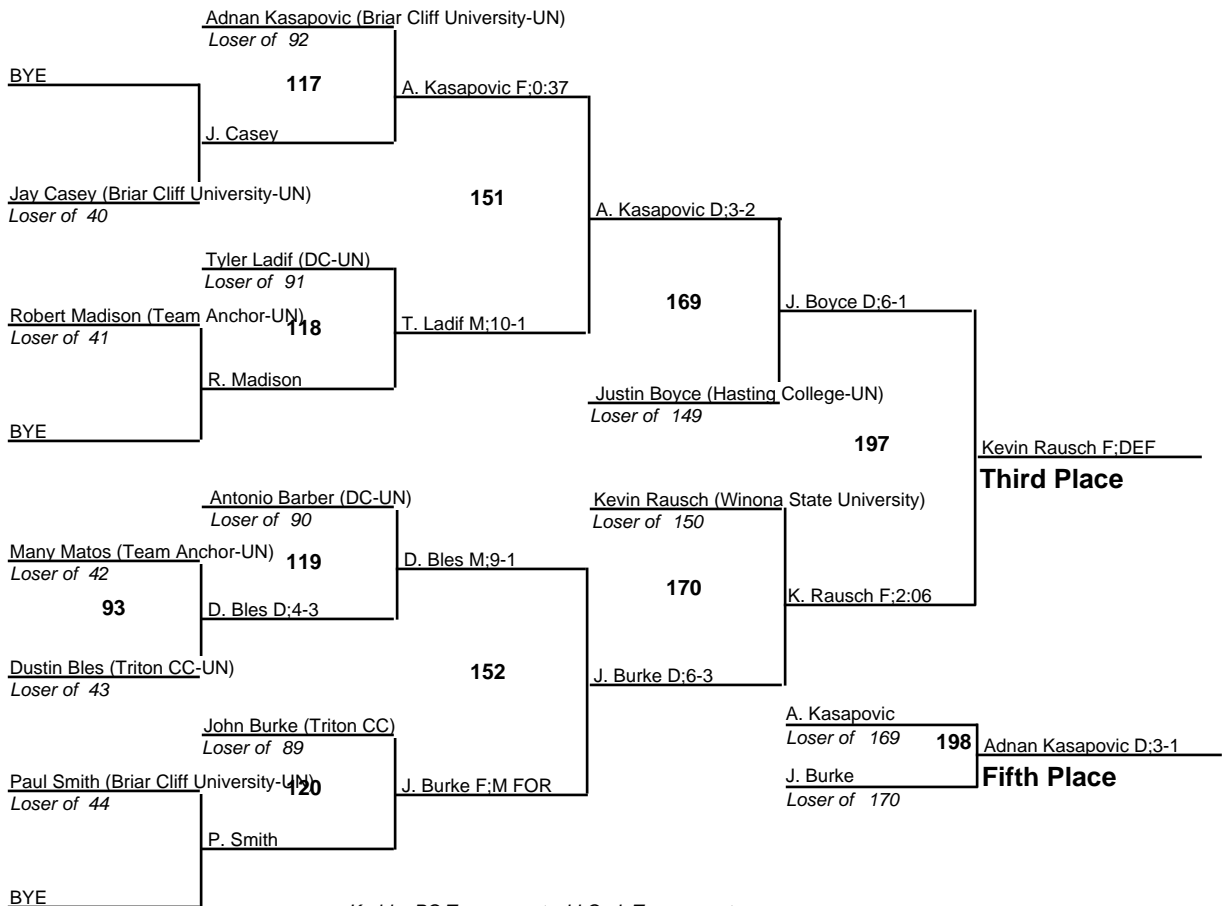 Adnan Kasapovic (Briar Cliff University-UN)
Loser of 92
BYE
117
A. Kasapovic F;0:37
J. Casey
Jay Casey (Briar Cliff University-UN)
Loser of 40
151
A. Kasapovic D;3-2
Tyler Ladif (DC-UN)
Loser of 91
Robert Madison (Team Anchor-UN)
Loser of 41
118
T. Ladif M;10-1
169
J. Boyce D;6-1
R. Madison
Justin Boyce (Hasting College-UN)
Loser of 149
BYE
197
Kevin Rausch F;DEF
Third Place
Antonio Barber (DC-UN)
Loser of 90
Kevin Rausch (Winona State University)
Loser of 150
Many Matos (Team Anchor-UN)
Loser of 42
119
D. Bles M;9-1
93
170
D. Bles D;4-3
K. Rausch F;2:06
Dustin Bles (Triton CC-UN)
Loser of 43
152
J. Burke D;6-3
John Burke (Triton CC)
Loser of 89
A. Kasapovic
Loser of 169
198
Adnan Kasapovic D;3-1
Fifth Place
Paul Smith (Briar Cliff University-UN)
Loser of 44
120
J. Burke F;M FOR
J. Burke
Loser of 170
P. Smith
BYE